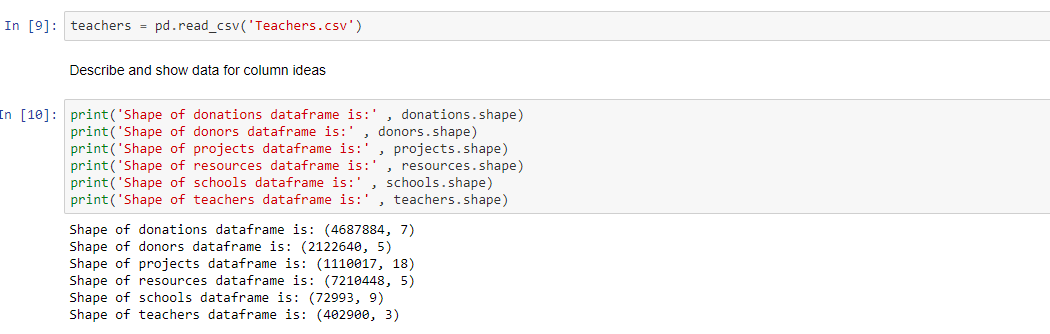 In [9]: teachers = pd.read_csv('Teachers.csv')
Describe and show data for column ideas
In [10]: print('Shape of donations dataframe is:' , donations.shape)
print('Shape of donors dataframe is:' , donors.shape)
print('Shape of projects dataframe is:' , projects.shape)
print('Shape of resources dataframe is:' , resources.shape)
print('Shape of schools dataframe is:' , schools.shape)
print('Shape of teachers dataframe is:' , teachers.shape)
Shape of donations dataframe is: (4687884, 7)
Shape of donors dataframe is: (2122640, 5)
Shape of projects dataframe is: (1110017, 18)
Shape of resources dataframe is: (7210448, 5)
Shape of schools dataframe is: (72993, 9)
Shape of teachers dataframe is: (402900, 3)